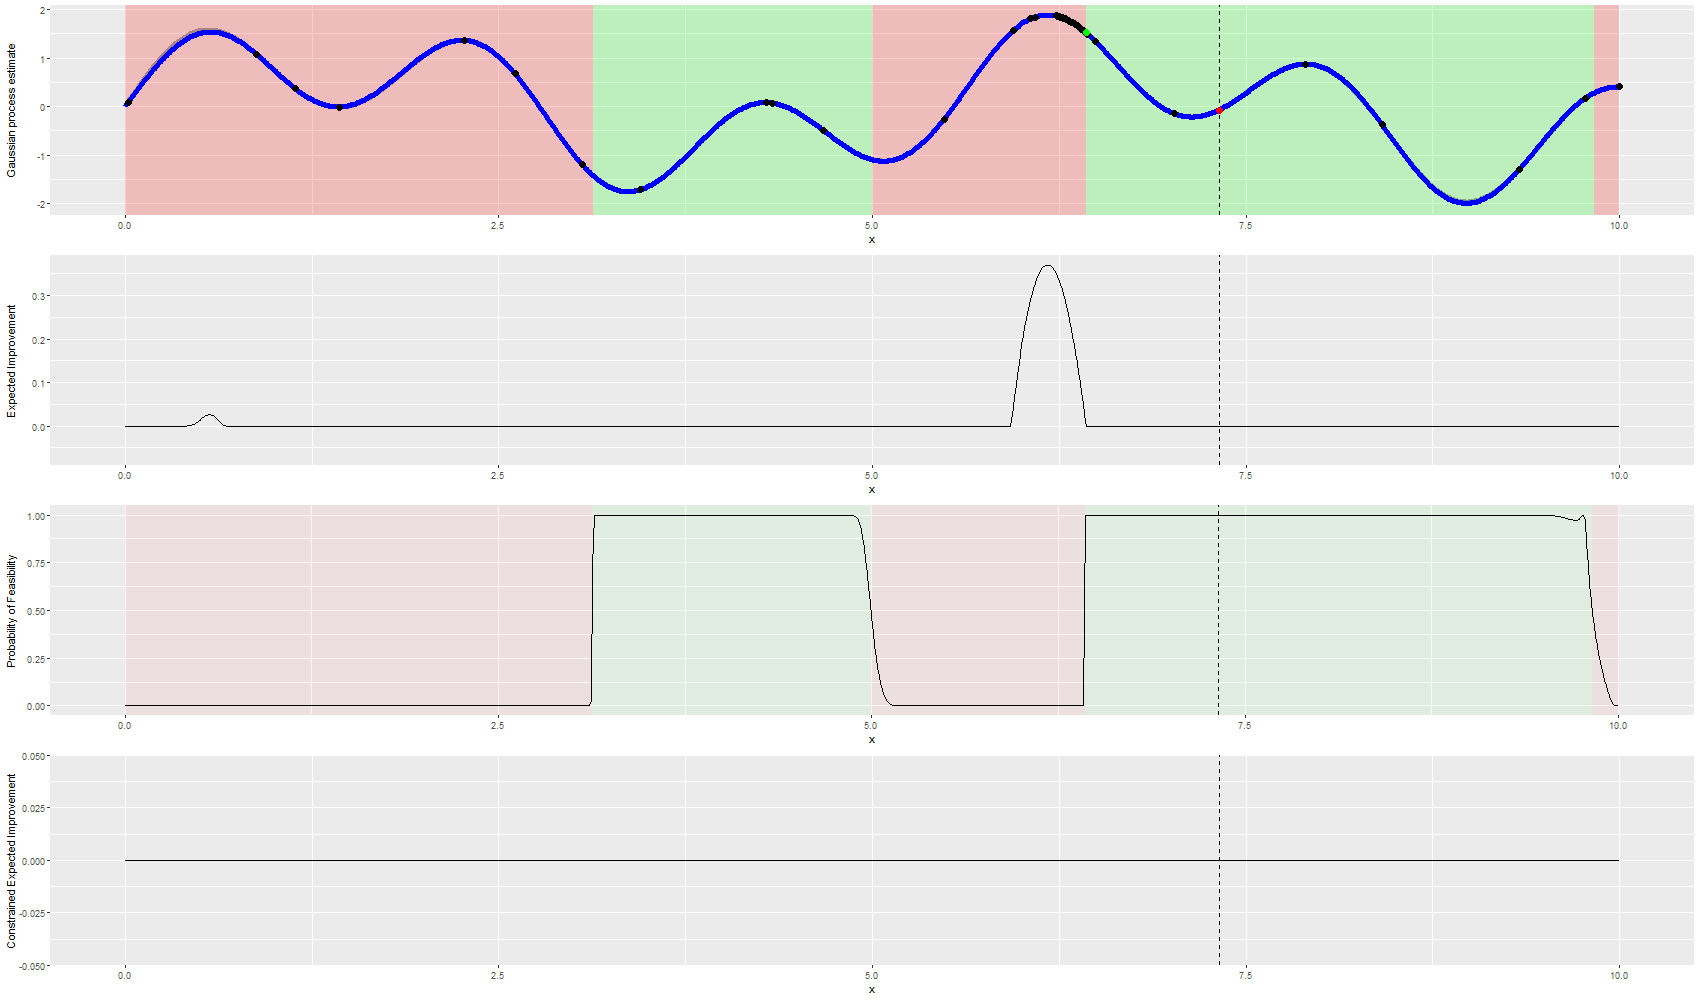 Gaussian process estimate
2
1
0
-1
-2
0.0 2.5 5.0 7.5 10.0
x
Expected Improvement
0.3
0.2
0.1
0.0
0.0 2.5 5.0 7.5 10.0
x
Probability of Feasibility
1.00
0.75
0.50
0.25
0.00
0.0 2.5 5.0 7.5 10.0
x
Constrained Expected Improvement
0.050
0.025
0.000
-0.025
-0.050
0.0 2.5 5.0 7.5 10.0
x